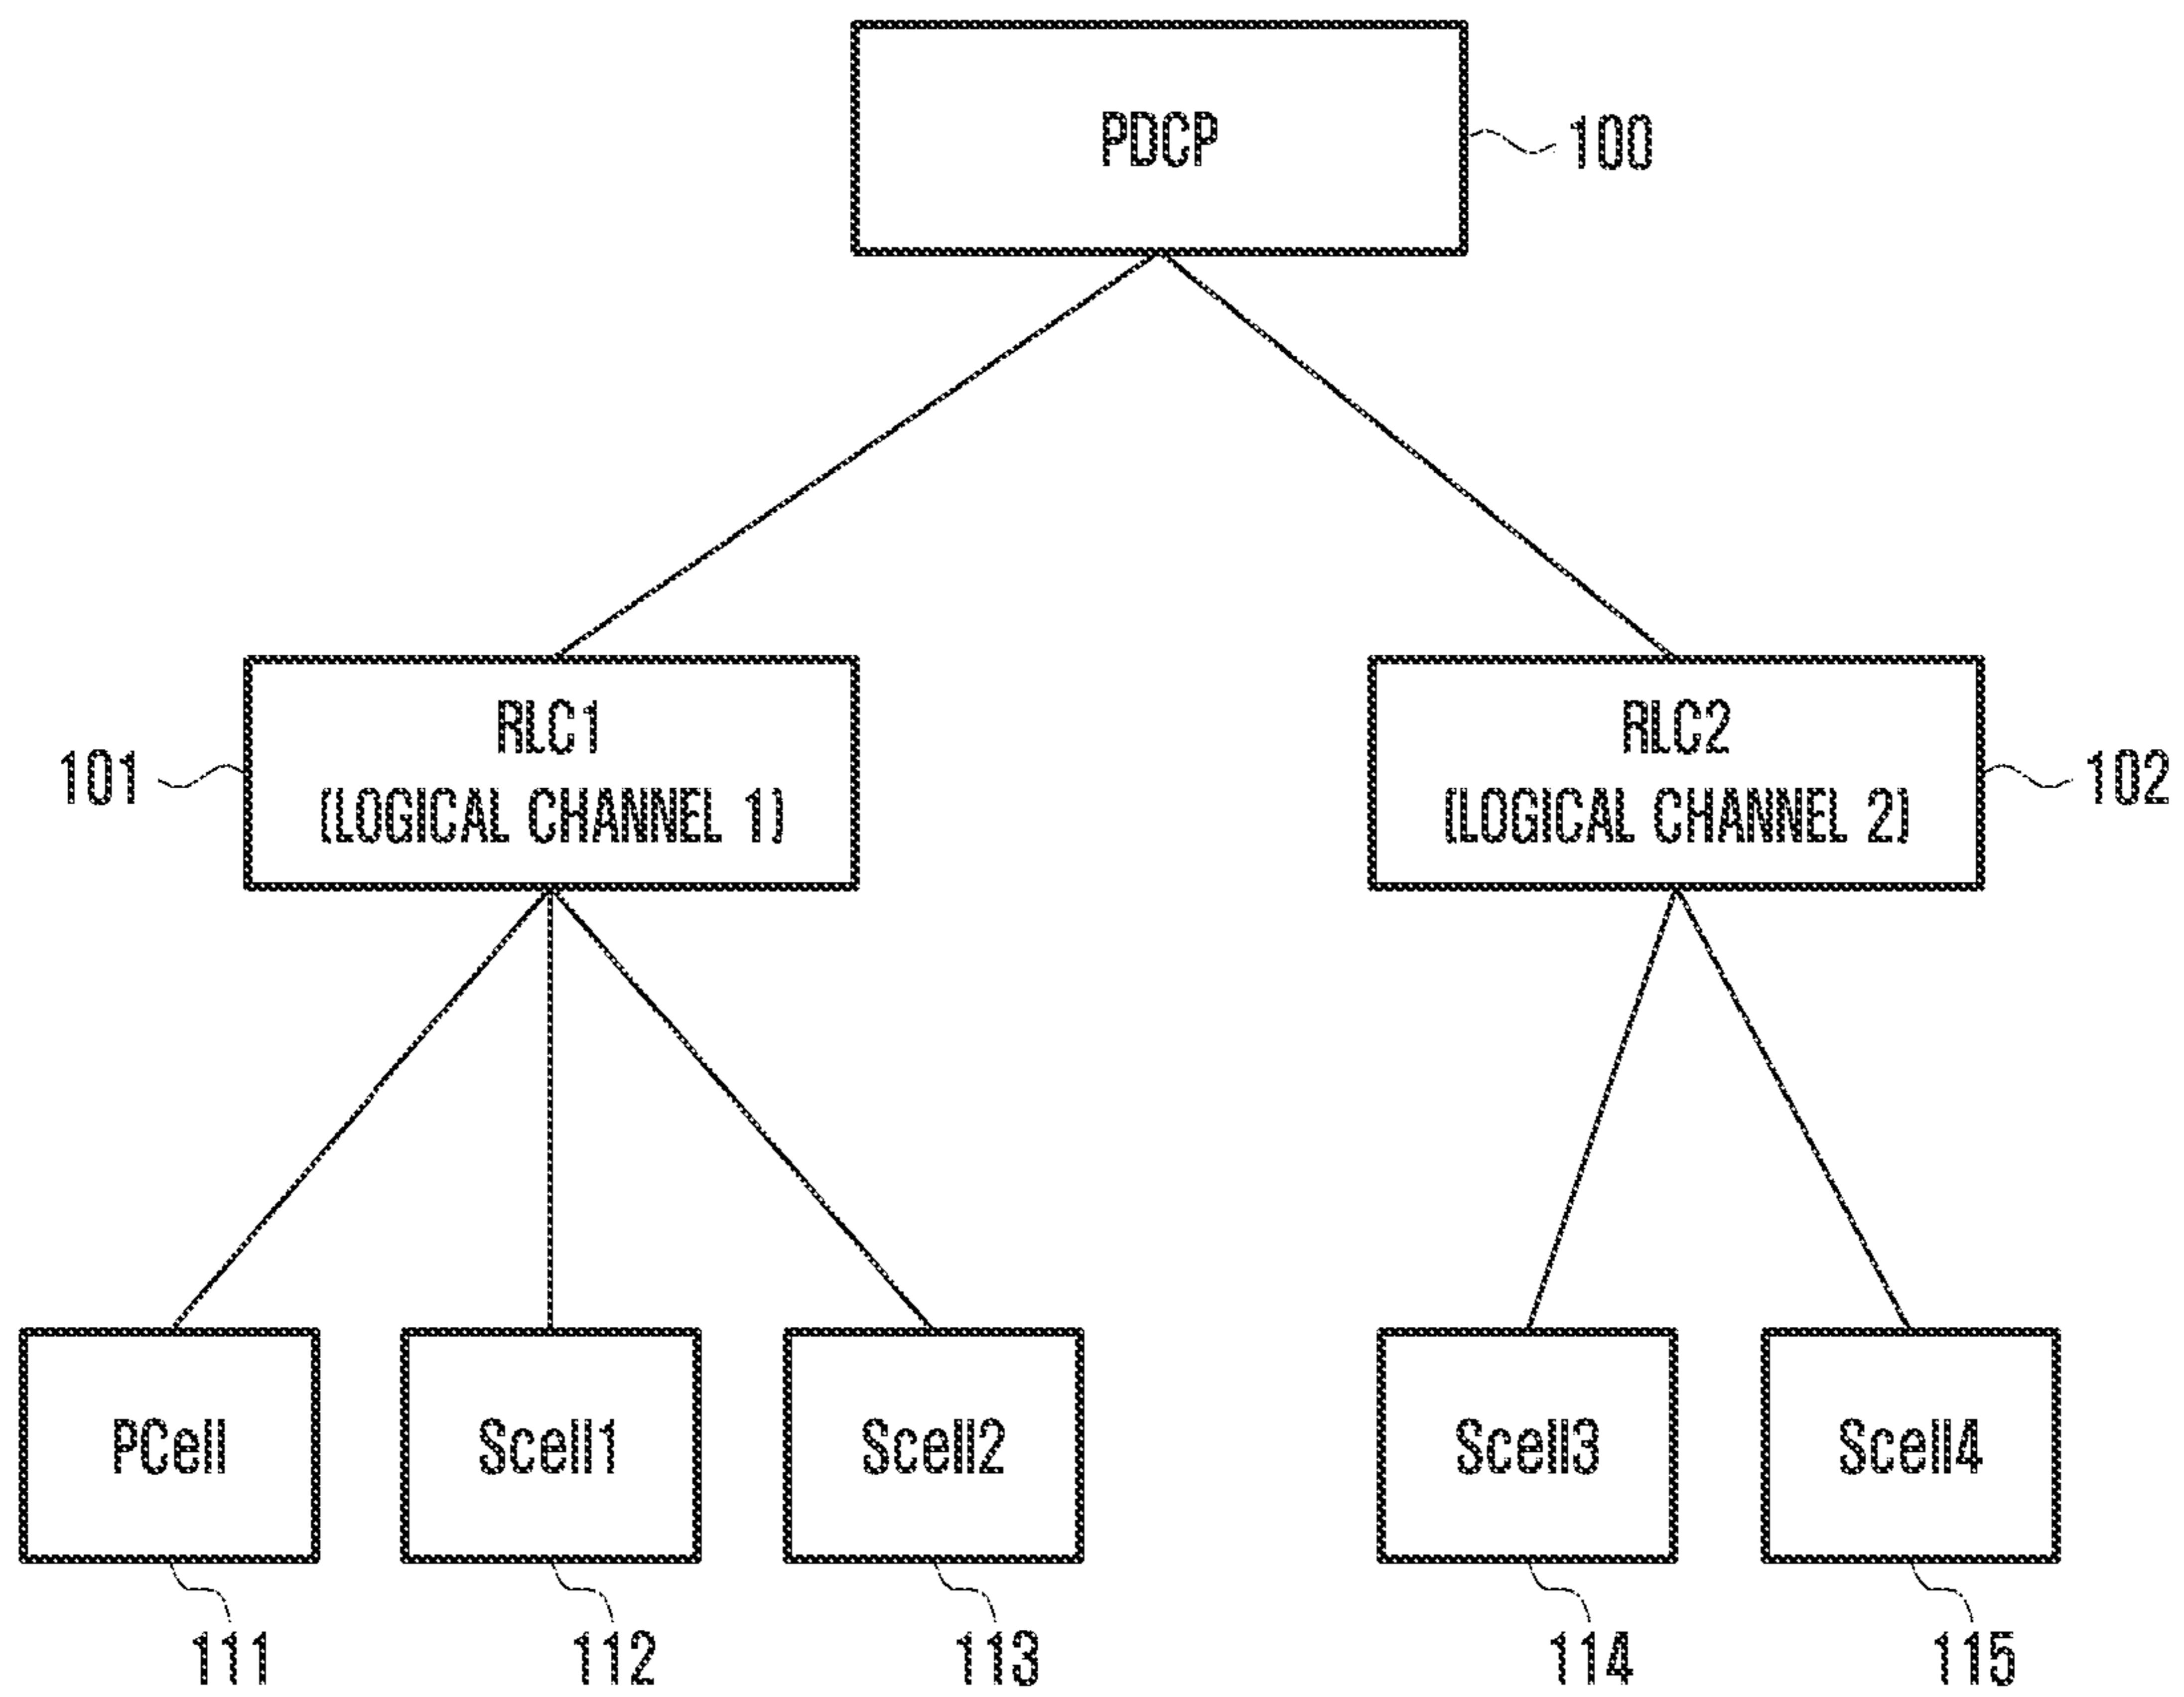 PDCP
100
RLC1
(LOGICAL CHANNEL 1)
101
RLC2
(LOGICAL CHANNEL 2)
102
PCell
Scell1
Scell2
Scell3
Scell4
111
112
113
114
115